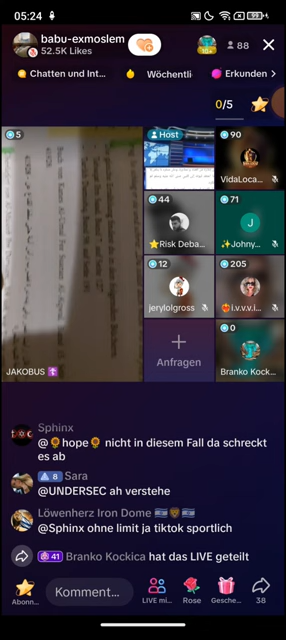 05:24
59
babu-exmoslem
52.5K Likes
10
88
Chatten und Int...
Wöchentli
Erkunden >
0/5
5
Host
90
VidaLoca...
44
⭐Risk Deba...
71
J
✨Johny...
12
jerylolgross
205
❤️‍🔥i.v.v.v.i...
+
Anfragen
0
Branko Kock...
JAKOBUS ✝️
Sphinx
@🌻hope🌻 nicht in diesem Fall da schreckt
es ab
8 Sara
@UNDERSEC ah verstehe
Löwenherz Iron Dome 🇮🇱🦁🇮🇱
@Sphinx ohne limit ja tiktok sportlich
41 Branko Kockica hat das LIVE geteilt
Abonn...
Komment...
LIVE mi...
Rose
Gesche...
38